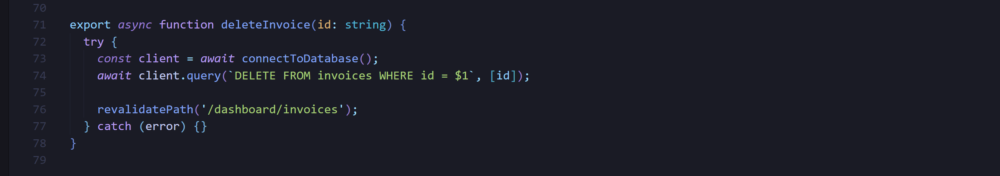 70
71 export async function deleteInvoice(id: string) {
72   try {
73     const client = await connectToDatabase();
74     await client.query(`DELETE FROM invoices WHERE id = $1`, [id]);
75
76     revalidatePath('/dashboard/invoices');
77   } catch (error) {}
78 }
79